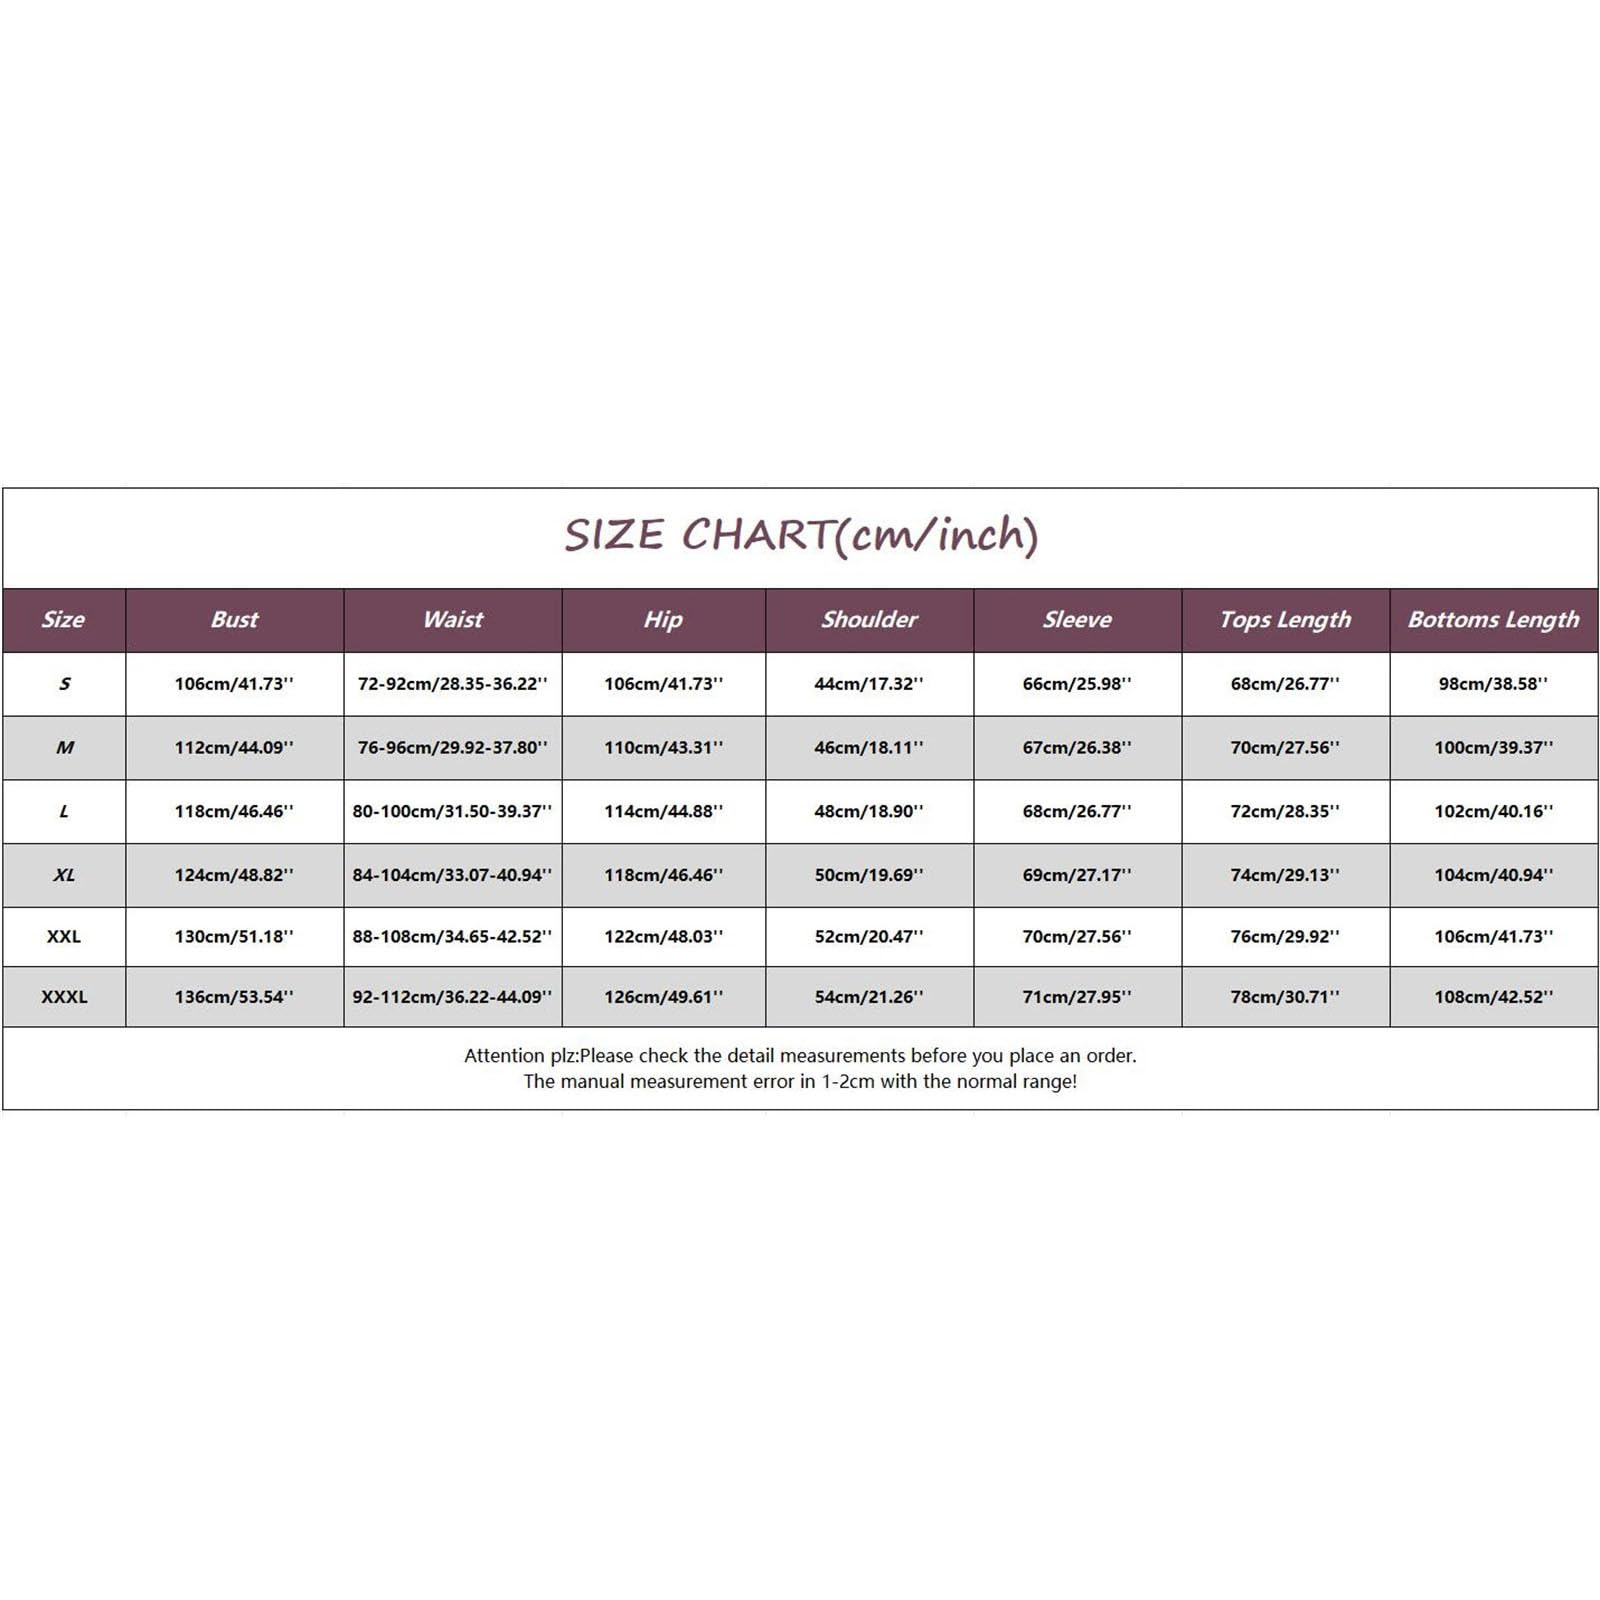 SIZE CHART(cm/inch)
Size Bust Waist Hip Shoulder Sleeve Tops Length Bottoms Length
S 106cm/41.73'' 72-92cm/28.35-36.22'' 106cm/41.73'' 44cm/17.32'' 66cm/25.98'' 68cm/26.77'' 98cm/38.58''
M 112cm/44.09'' 76-96cm/29.92-37.80'' 110cm/43.31'' 46cm/18.11'' 67cm/26.38'' 70cm/27.56'' 100cm/39.37''
L 118cm/46.46'' 80-100cm/31.50-39.37'' 114cm/44.88'' 48cm/18.90'' 68cm/26.77'' 72cm/28.35'' 102cm/40.16''
XL 124cm/48.82'' 84-104cm/33.07-40.94'' 118cm/46.46'' 50cm/19.69'' 69cm/27.17'' 74cm/29.13'' 104cm/40.94''
XXL 130cm/51.18'' 88-108cm/34.65-42.52'' 122cm/48.03'' 52cm/20.47'' 70cm/27.56'' 76cm/29.92'' 106cm/41.73''
XXXL 136cm/53.54'' 92-112cm/36.22-44.09'' 126cm/49.61'' 54cm/21.26'' 71cm/27.95'' 78cm/30.71'' 108cm/42.52''
Attention plz:Please check the detail measurements before you place an order.
The manual measurement error in 1-2cm with the normal range!